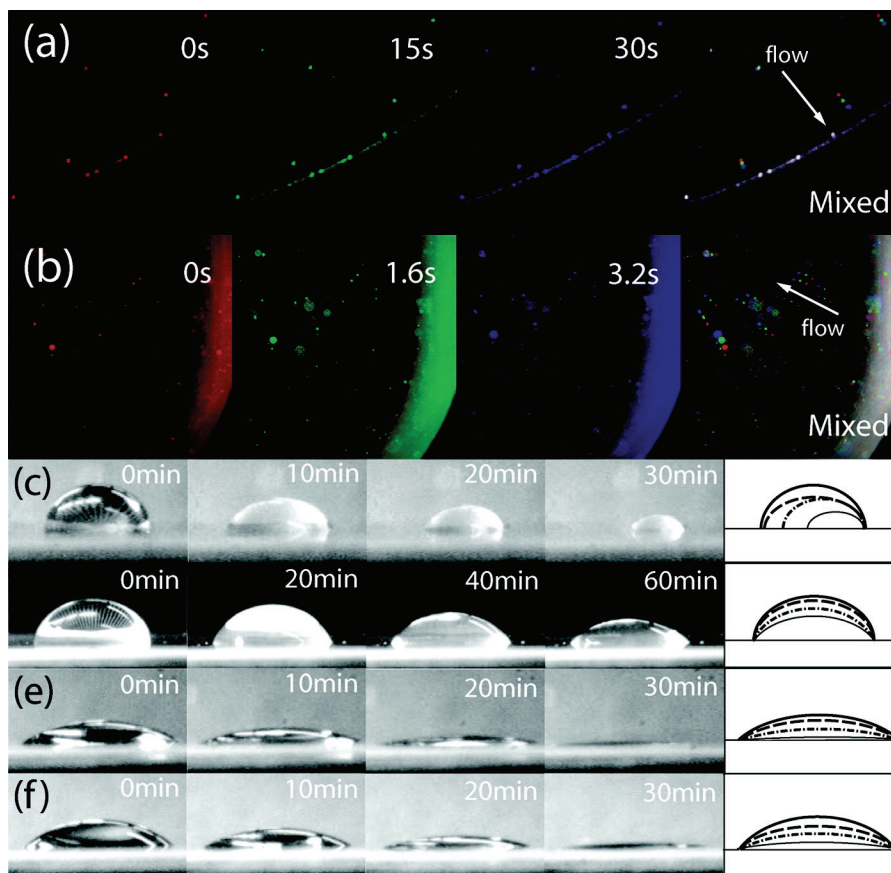 (a) 0s 15s 30s flow
Mixed
(b) 0s 1.6s 3.2s flow
Mixed
(c) 0min 10min 20min 30min
0min 20min 40min 60min
(e) 0min 10min 20min 30min
(f) 0min 10min 20min 30min